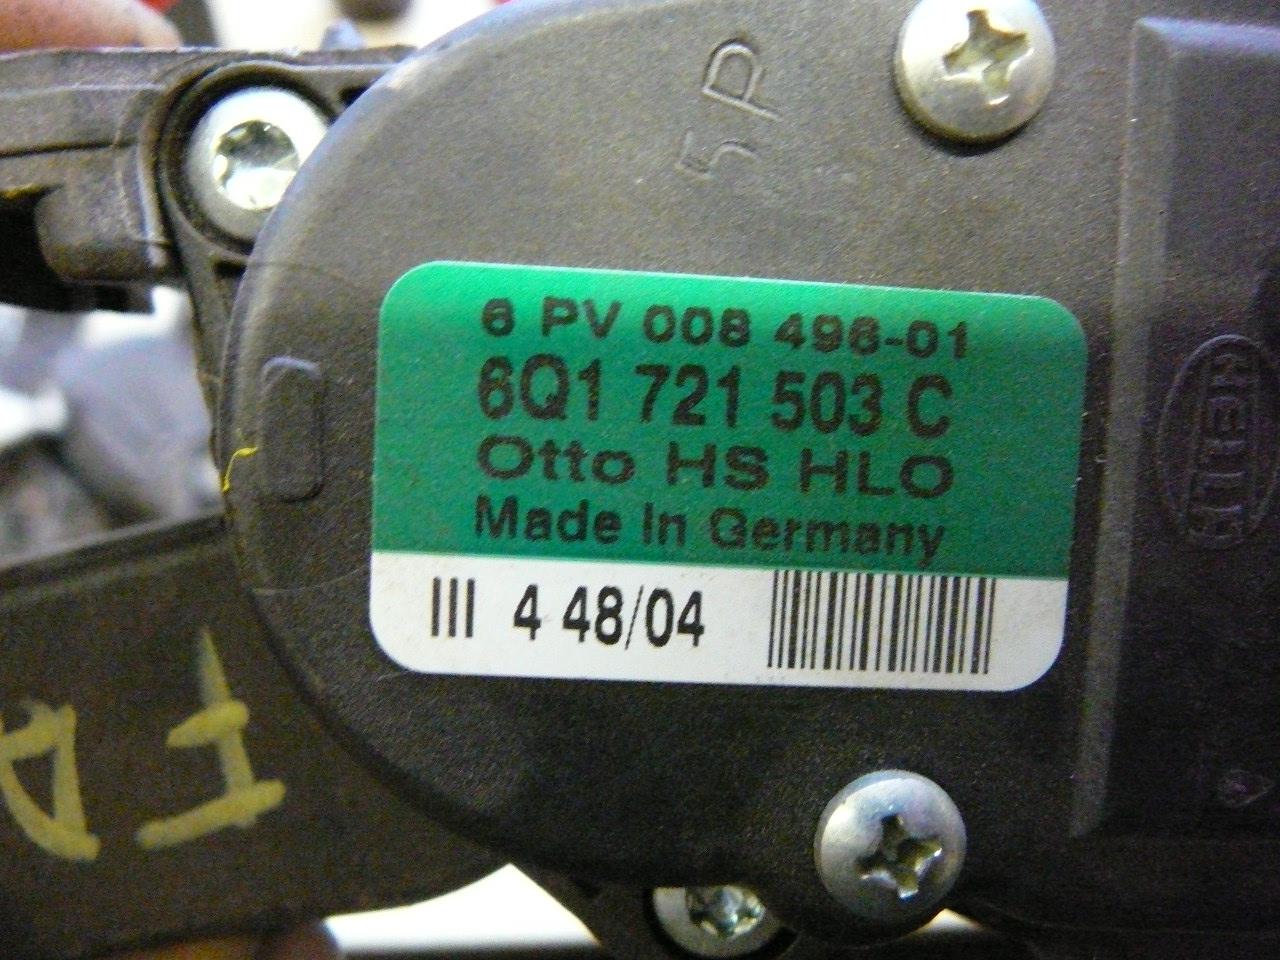 5P
6 PV 008 498-01
6Q1 721 503 C
Otto HS HLO
Made In Germany
III 4 48/04
HELLA